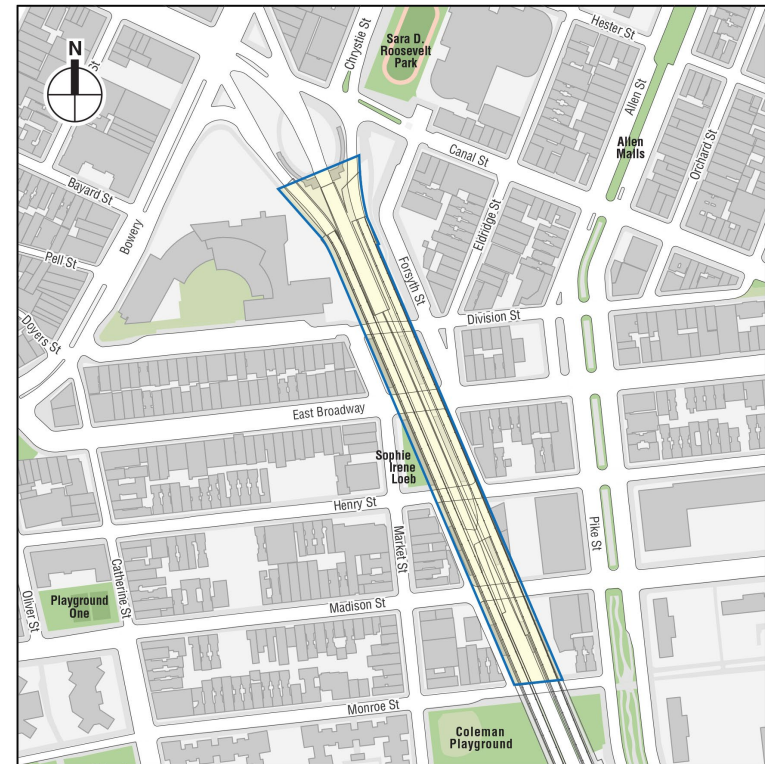 Hester St
Chrystie St
Sara D.
Roosevelt
Park
N
St
Allen St
Allen
Malls
Orchard St
Canal St
Bayard St
Eldridge St
Bowery
Pell St
Forsyth St
Doyers St
Division St
East Broadway
Sophie
Irene
Loeb
Henry St
Market St
Pike St
Catherine St
Oliver St
Playground
One
Madison St
Monroe St
Coleman
Playground